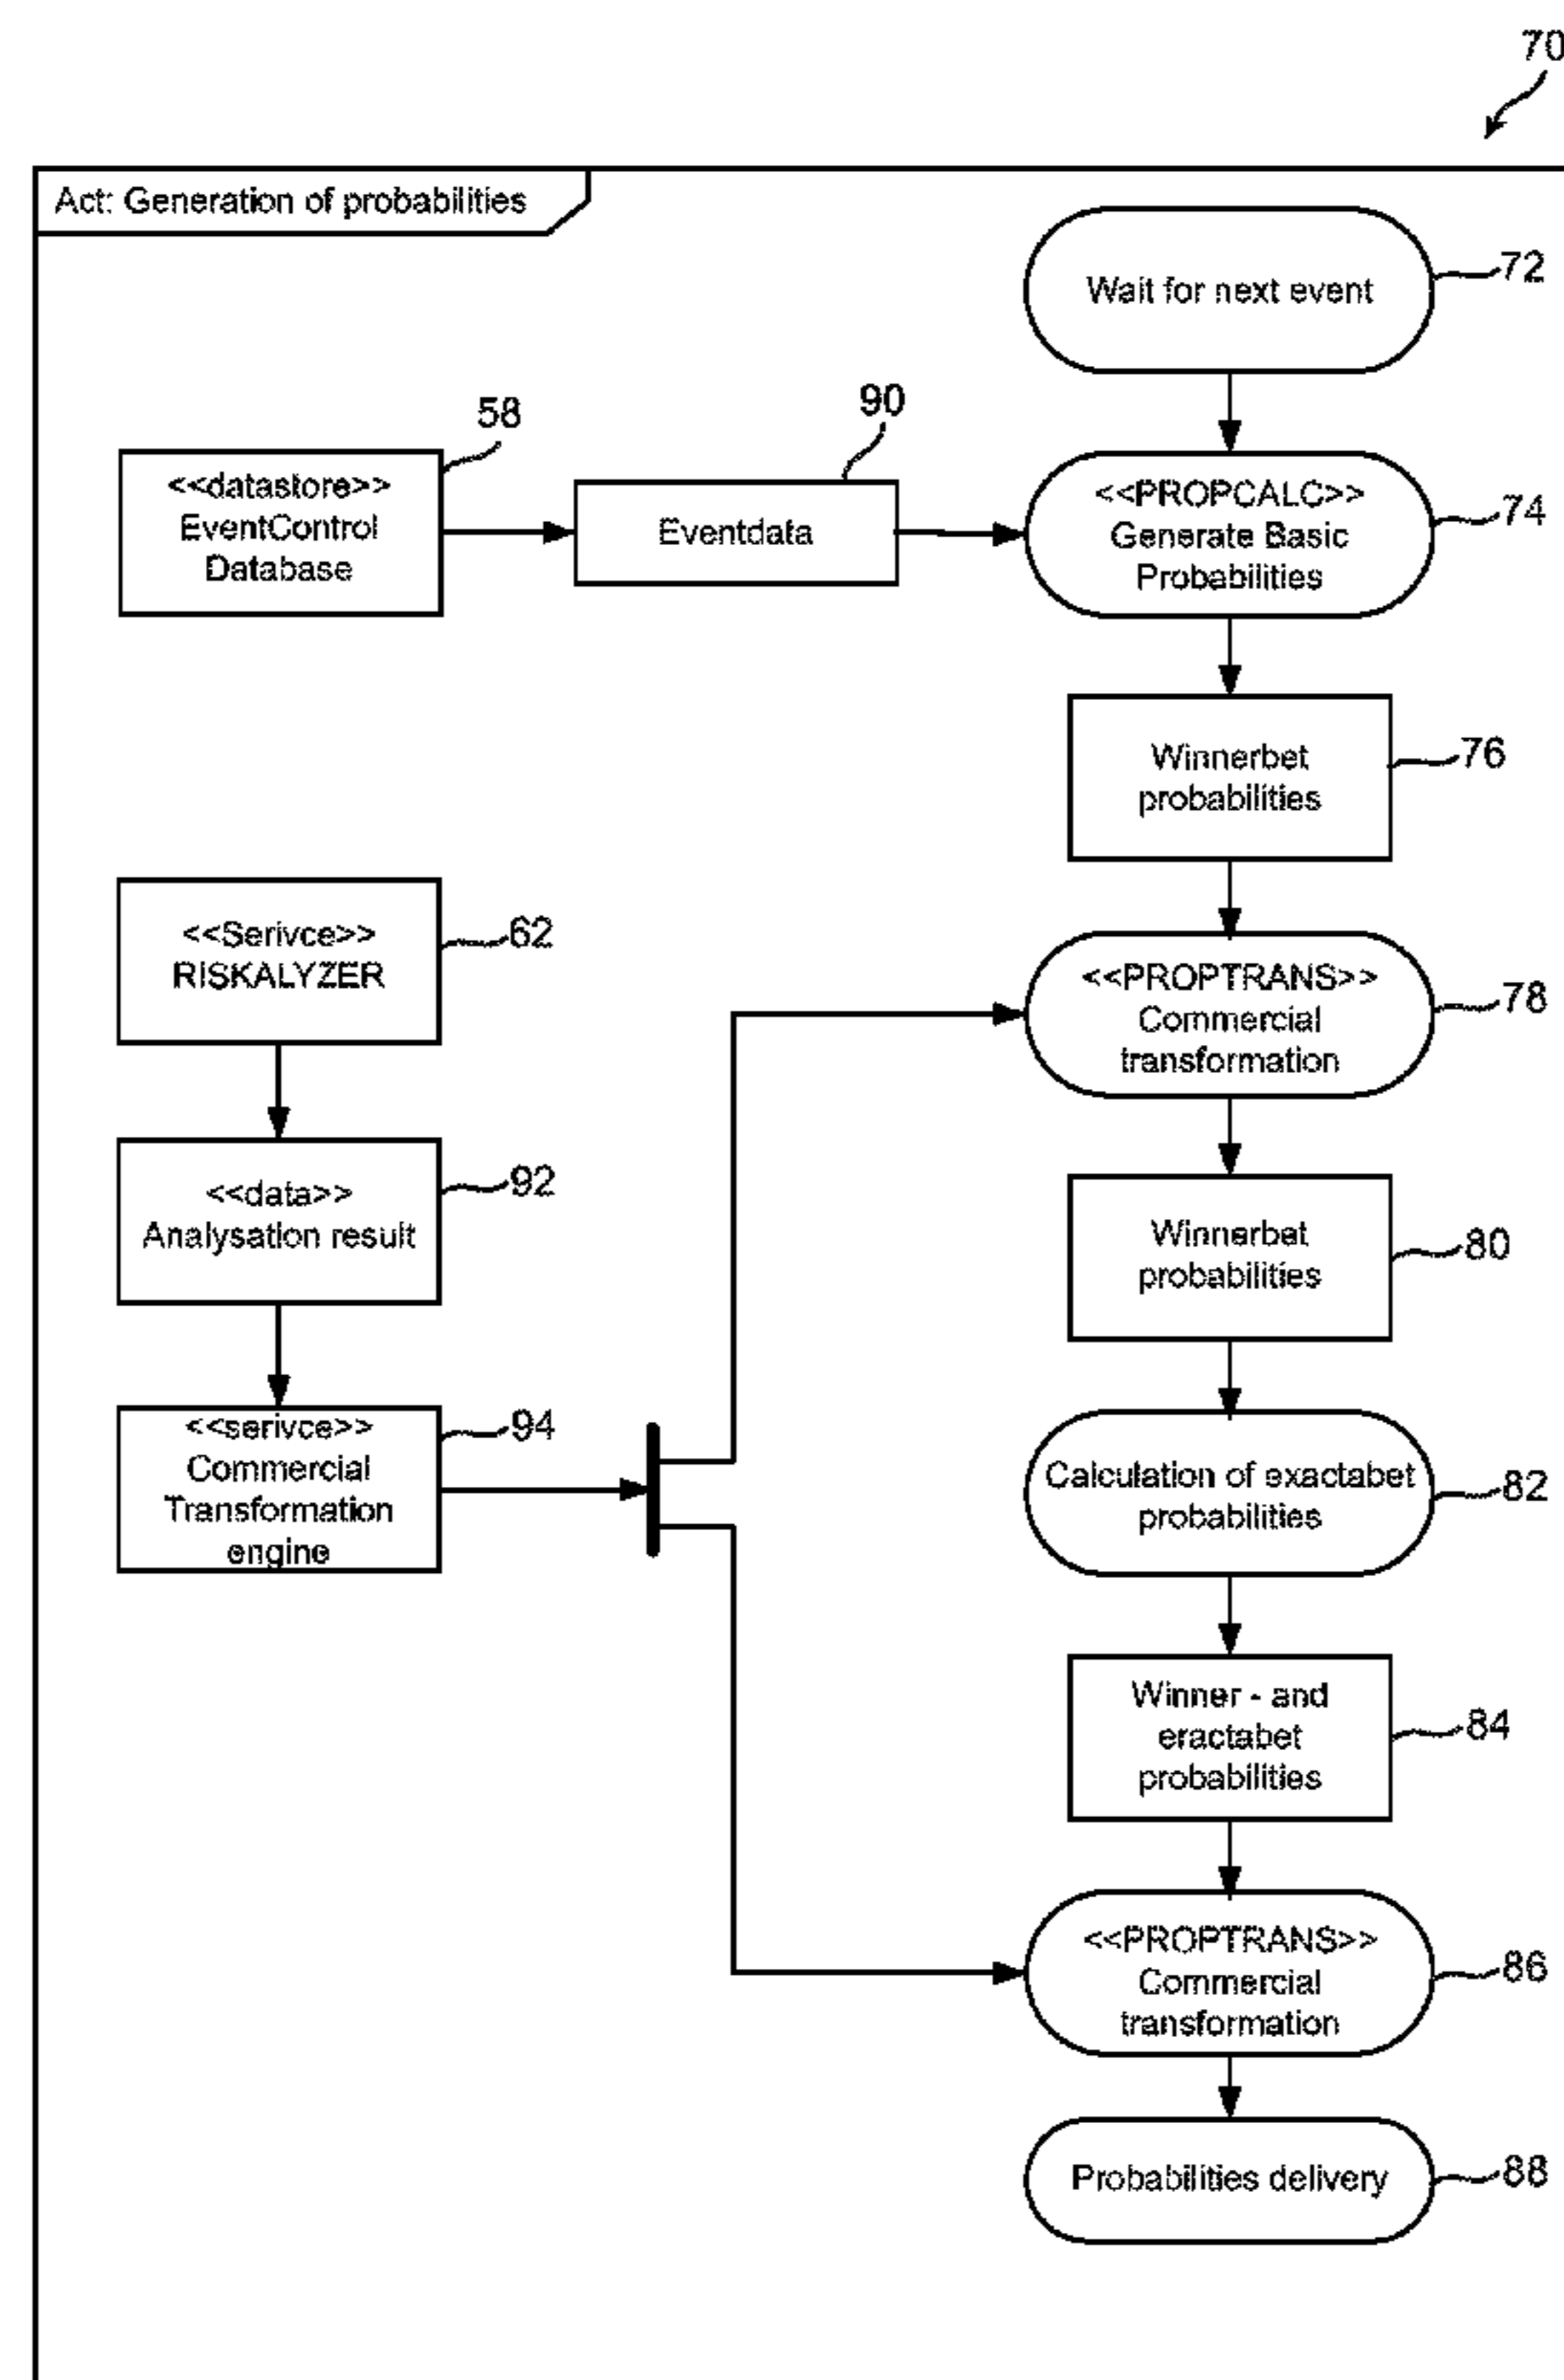 70
Act: Generation of probabilities
Wait for next event
72
58
90
<<datastore>>
EventControl
Database
Eventdata
<<PROPCALC>>
Generate Basic
Probabilities
74
Winnerbet
probabilities
76
<<Serivce>>
RISKALYZER
62
<<PROPTRANS>>
Commercial
transformation
78
<<data>>
Analysation result
92
Winnerbet
probabilities
80
<<serivce>>
Commercial
Transformation
engine
94
Calculation of exactabet
probabilities
82
Winner - and
eractabet
probabilities
84
<<PROPTRANS>>
Commercial
transformation
86
Probabilities delivery
88